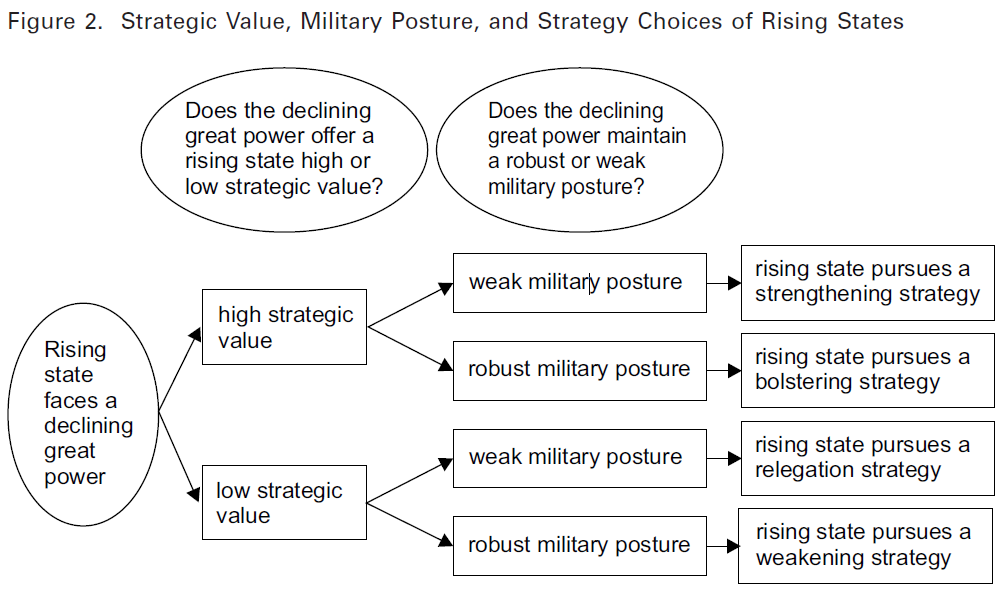 Figure 2. Strategic Value, Military Posture, and Strategy Choices of Rising States
Does the declining
great power offer a
rising state high or
low strategic value?
Does the declining
great power maintain
a robust or weak
military posture?
Rising
state
faces a
declining
great
power
high strategic
value
low strategic
value
weak military posture
robust military posture
weak military posture
robust military posture
rising state pursues a
strengthening strategy
rising state pursues a
bolstering strategy
rising state pursues a
relegation strategy
rising state pursues a
weakening strategy